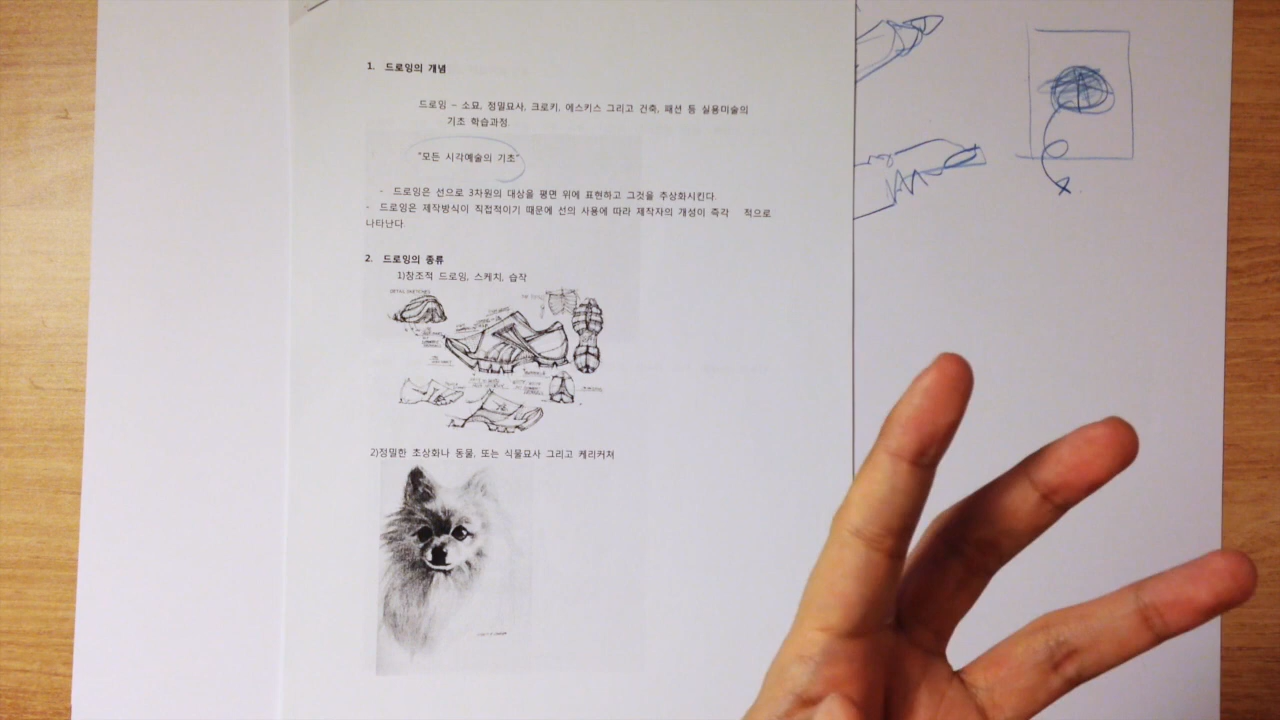 1. 드로잉의 개념
드로잉 – 소묘, 정밀묘사, 크로키, 에스키스 그리고 건축, 패션 등 실용미술의
기초 학습과정.
"모든 시각예술의 기초"
- 드로잉은 선으로 3차원의 대상을 평면 위에 표현하고 그것을 추상화시킨다.
- 드로잉은 제작방식이 직접적이기 때문에 선의 사용에 따라 제작자의 개성이 즉각 적으로
나타난다.
2. 드로잉의 종류
1)창조적 드로잉, 스케치, 습작
2)정밀한 초상화나 동물, 또는 식물묘사 그리고 케리커쳐